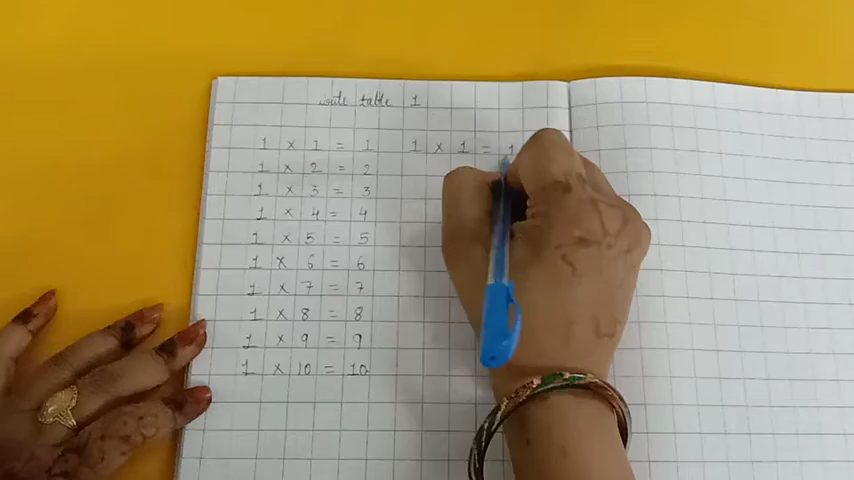 write table 1
1 × 1 = 1 1 × 1 = 1
1 × 2 = 2
1 × 3 = 3
1 × 4 = 4
1 × 5 = 5
1 × 6 = 6
1 × 7 = 7
1 × 8 = 8
1 × 9 = 9
1 × 10 = 10